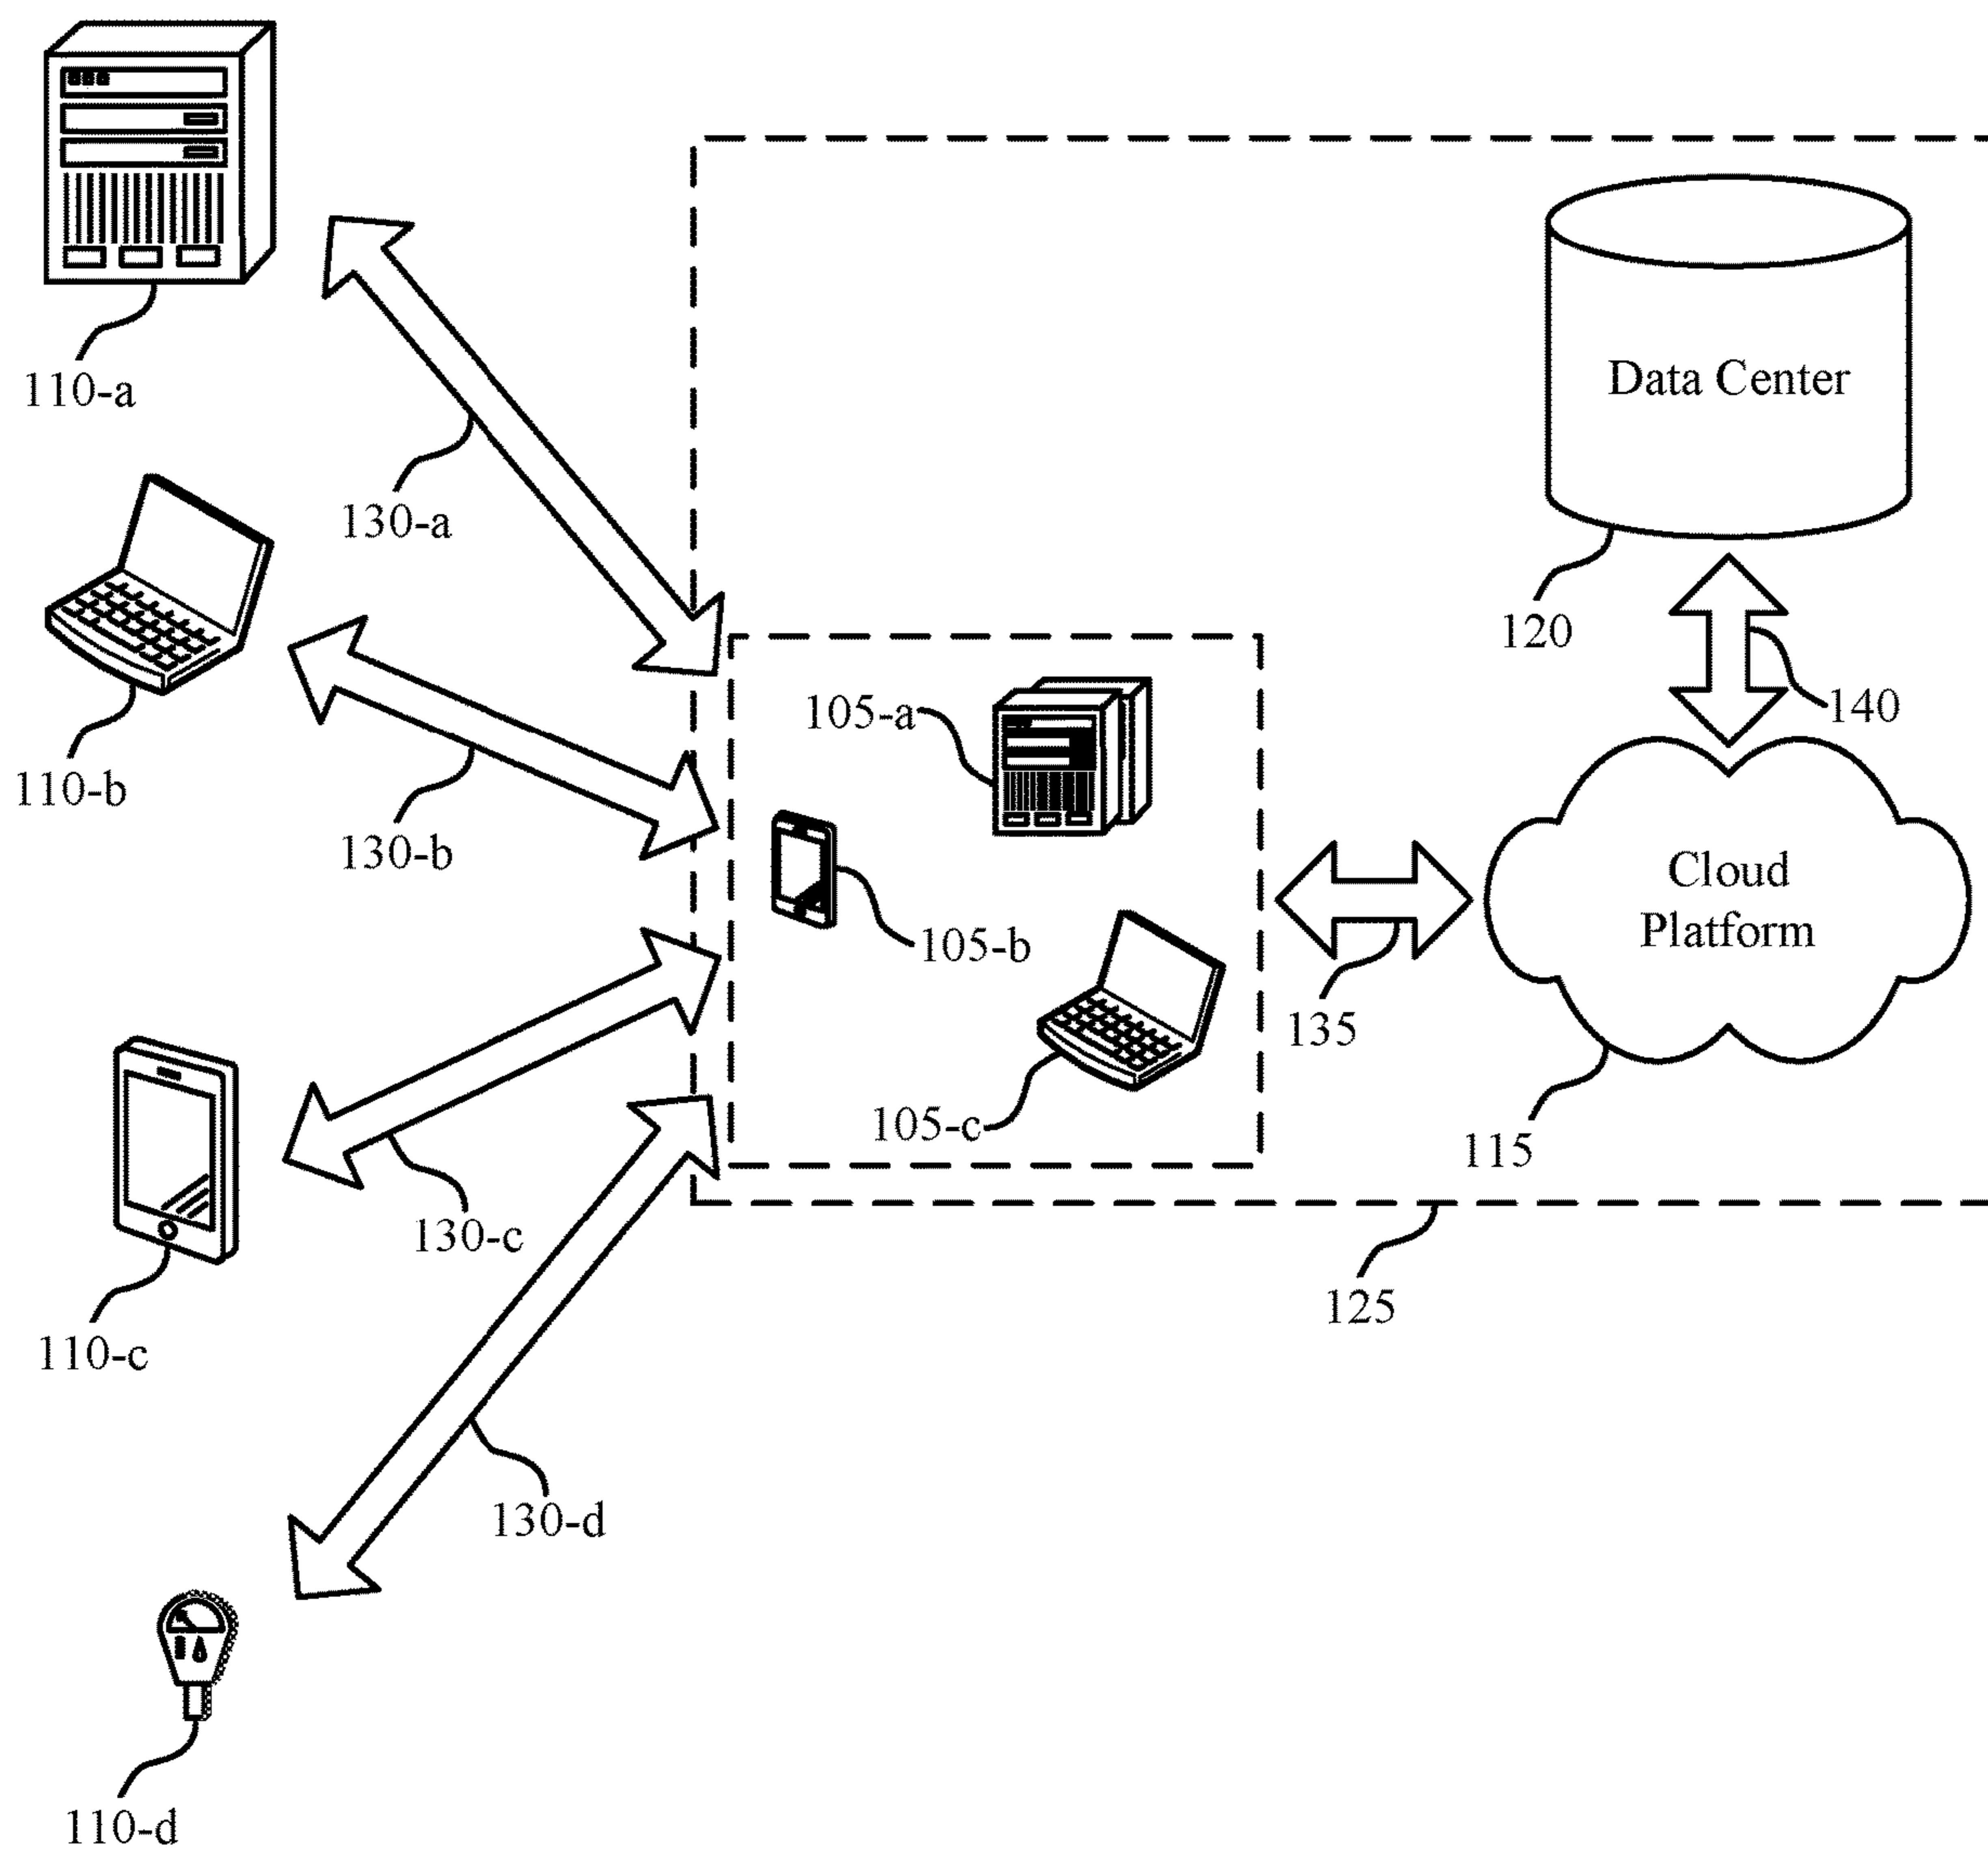 110-a
130-a
Data Center
120
140
110-b
130-b
105-a
105-b
105-c
135
Cloud
Platform
115
110-c
130-c
125
130-d
110-d